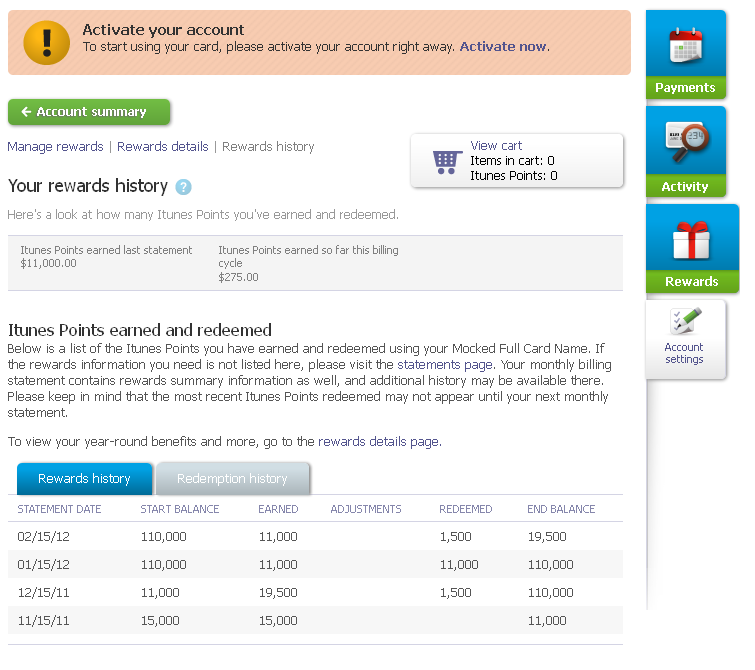 Activate your account
To start using your card, please activate your account right away. Activate now.
Payments
Account summary
Manage rewards | Rewards details | Rewards history
View cart
Items in cart: 0
Itunes Points: 0
Activity
Your rewards history ?
Here's a look at how many Itunes Points you've earned and redeemed.
Itunes Points earned last statement
$11,000.00
Itunes Points earned so far this billing
cycle
$275.00
Rewards
Account
settings
Itunes Points earned and redeemed
Below is a list of the Itunes Points you have earned and redeemed using your Mocked Full Card Name. If
the rewards information you need is not listed here, please visit the statements page. Your monthly billing
statement contains rewards summary information as well, and additional history may be available there.
Please keep in mind that the most recent Itunes Points redeemed may not appear until your next monthly
statement.
To view your year-round benefits and more, go to the rewards details page.
Rewards history Redemption history
STATEMENT DATE START BALANCE EARNED ADJUSTMENTS REDEEMED END BALANCE
02/15/12 110,000 11,000 1,500 19,500
01/15/12 110,000 11,000 11,000 110,000
12/15/11 11,000 19,500 1,500 110,000
11/15/11 15,000 15,000 11,000